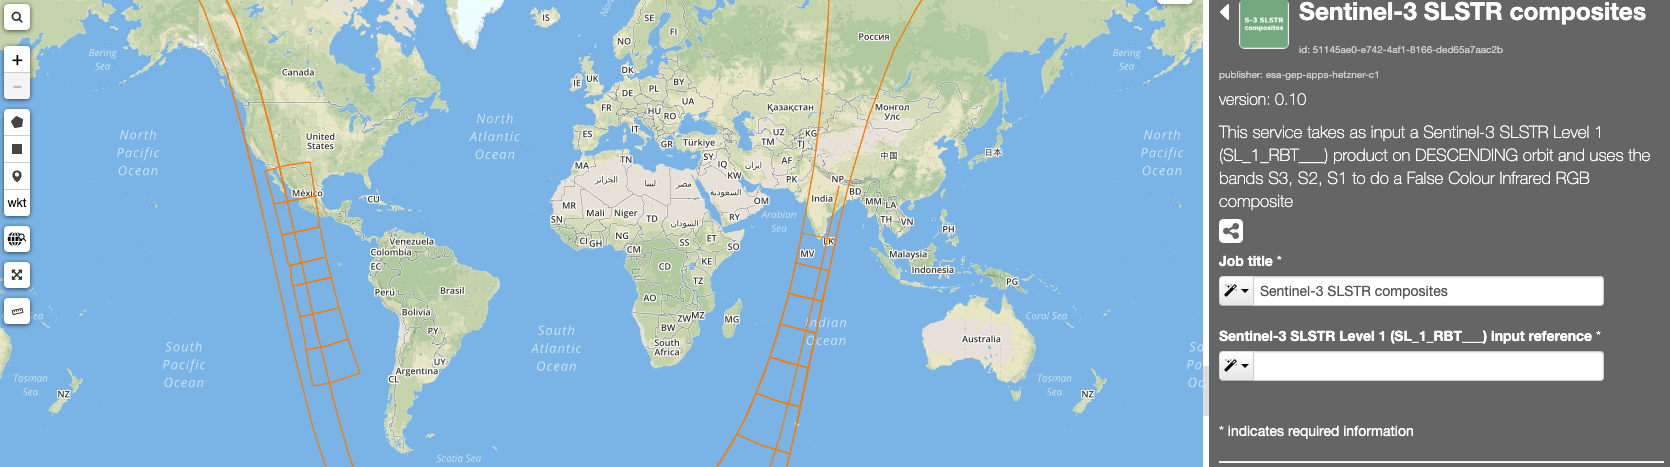 Bering
Sea
Canada
North
Pacific
Ocean
United
States
México
CU
North
Atlantic
Ocean
Venezuela
Colombia
EC
Perú
Brasil
Bolivia
PY
UY
Argentina
CL
South
Pacific
Ocean
South
Atlantic
Ocean
Tasman
Sea
NZ
Scotia Sea
wkt
IS
SE
FI
NO
DK
IE
UK
DE
PL
BY
FR
HU
UA
RO
ES
IT
GR
Türkiye
MA
TN
الجزائر
ليبيا
مصر
السعودية
SY
IQ
ایران
KW
OM
RY
MR
Mali
Niger
TD
السودان
SN
CI
GH
NG
CM
SS
ET
SO
CD
KE
TZ
AO
ZW
MZ
BW
MG
South
Africa
Россия
Қазақстан
Монгол
Улс
UZ
TM
TJ
KG
AF
PK
NP
BD
India
中国
日本
MM
LA
TH
VN
PH
LK
MV
Arabian
Sea
Malaysia
Indonesia
PG
Indian
Ocean
Australia
Coral Sea
Tasman
Sea
NZ
Bering
Sea
North
Pacific
Ocean
S-3 SLSTR
composites
Sentinel-3 SLSTR composites
id: 51145ae0-e742-4af1-8166-ded65a7aac2b
publisher: esa-gep-apps-hetzner-c1
version: 0.10
This service takes as input a Sentinel-3 SLSTR Level 1
(SL_1_RBT___) product on DESCENDING orbit and uses the
bands S3, S2, S1 to do a False Colour Infrared RGB
composite
Job title *
Sentinel-3 SLSTR composites
Sentinel-3 SLSTR Level 1 (SL_1_RBT___) input reference *
* indicates required information